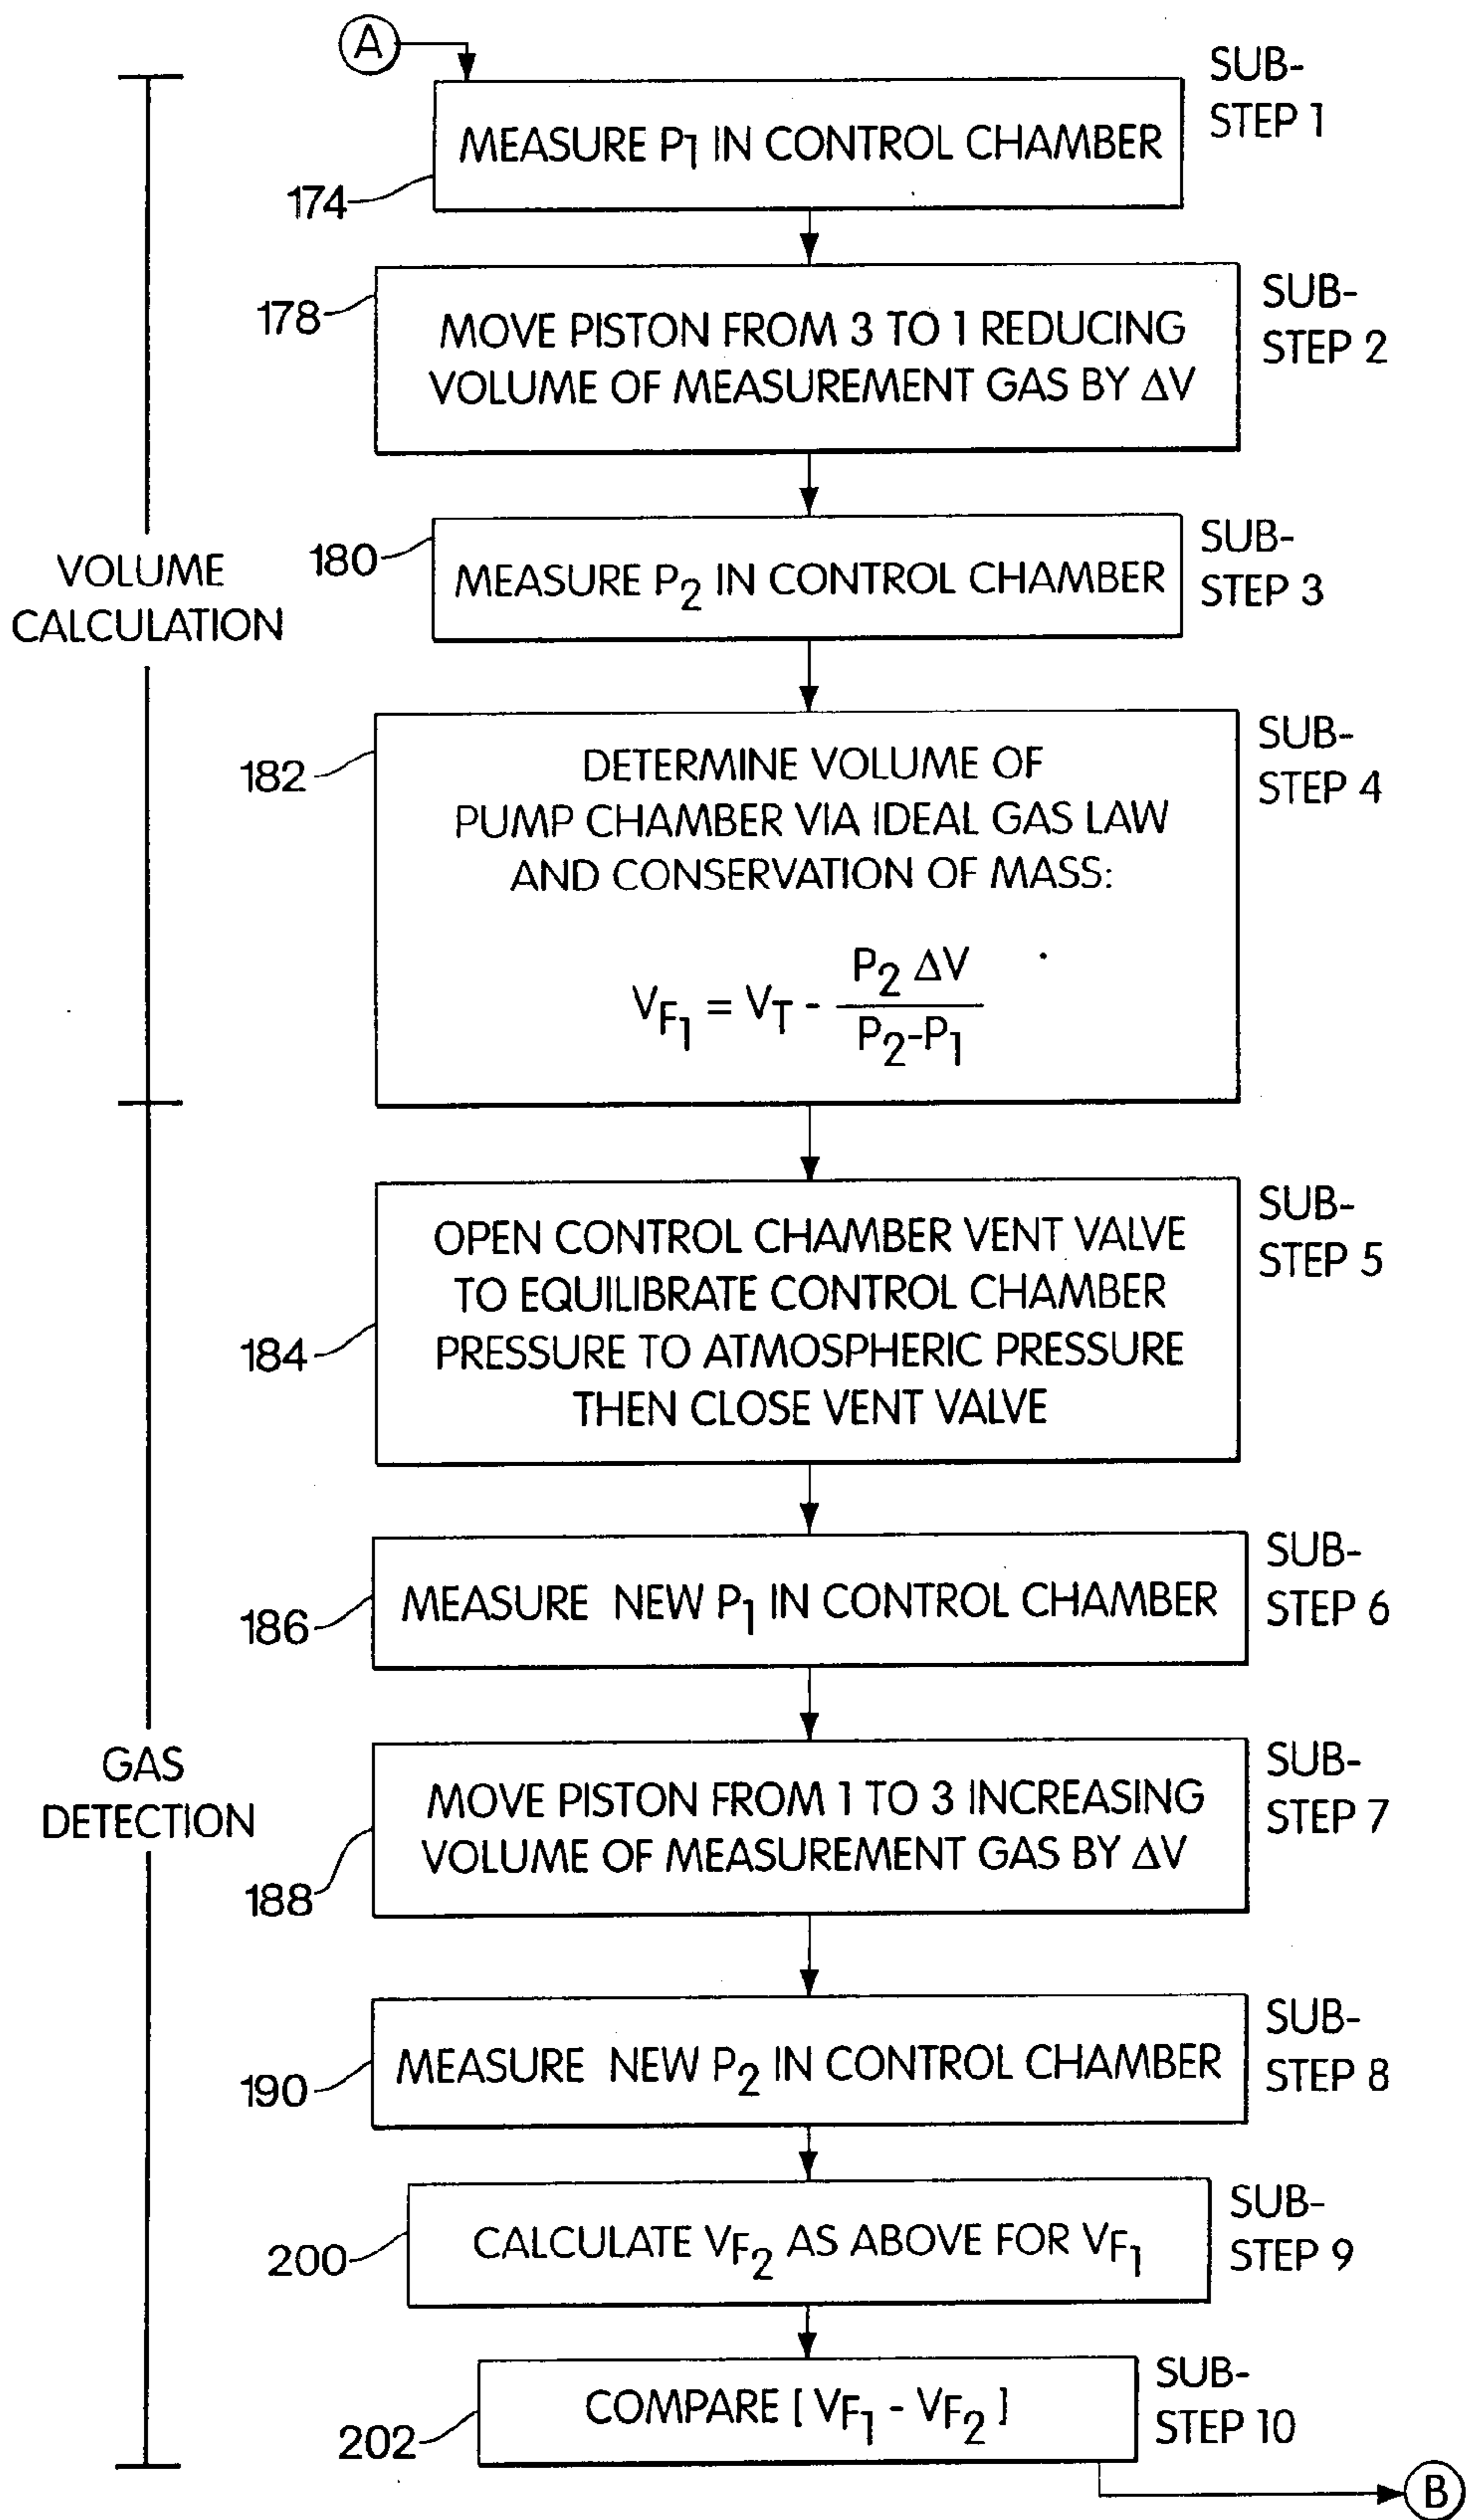 A
SUB-
STEP 1
MEASURE P1 IN CONTROL CHAMBER
174
SUB-
STEP 2
178
MOVE PISTON FROM 3 TO 1 REDUCING
VOLUME OF MEASUREMENT GAS BY ΔV
SUB-
STEP 3
180
MEASURE P2 IN CONTROL CHAMBER
VOLUME
CALCULATION
SUB-
STEP 4
182
DETERMINE VOLUME OF
PUMP CHAMBER VIA IDEAL GAS LAW
AND CONSERVATION OF MASS:
VF1 = VT - P2 ΔV / P2-P1
SUB-
STEP 5
OPEN CONTROL CHAMBER VENT VALVE
TO EQUILIBRATE CONTROL CHAMBER
PRESSURE TO ATMOSPHERIC PRESSURE
THEN CLOSE VENT VALVE
184
SUB-
STEP 6
MEASURE NEW P1 IN CONTROL CHAMBER
186
SUB-
STEP 7
GAS
DETECTION
MOVE PISTON FROM 1 TO 3 INCREASING
VOLUME OF MEASUREMENT GAS BY ΔV
188
SUB-
STEP 8
MEASURE NEW P2 IN CONTROL CHAMBER
190
SUB-
STEP 9
CALCULATE VF2 AS ABOVE FOR VF1
200
SUB-
STEP 10
COMPARE [ VF1 - VF2 ]
202
B